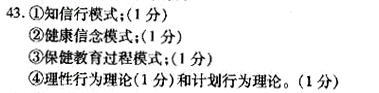 43. ①知信行模式;(1 分)
②健康信念模式;(1 分)
③保健教育过程模式;(1 分)
④理性行为理论(1 分)和计划行为理论。(1 分)